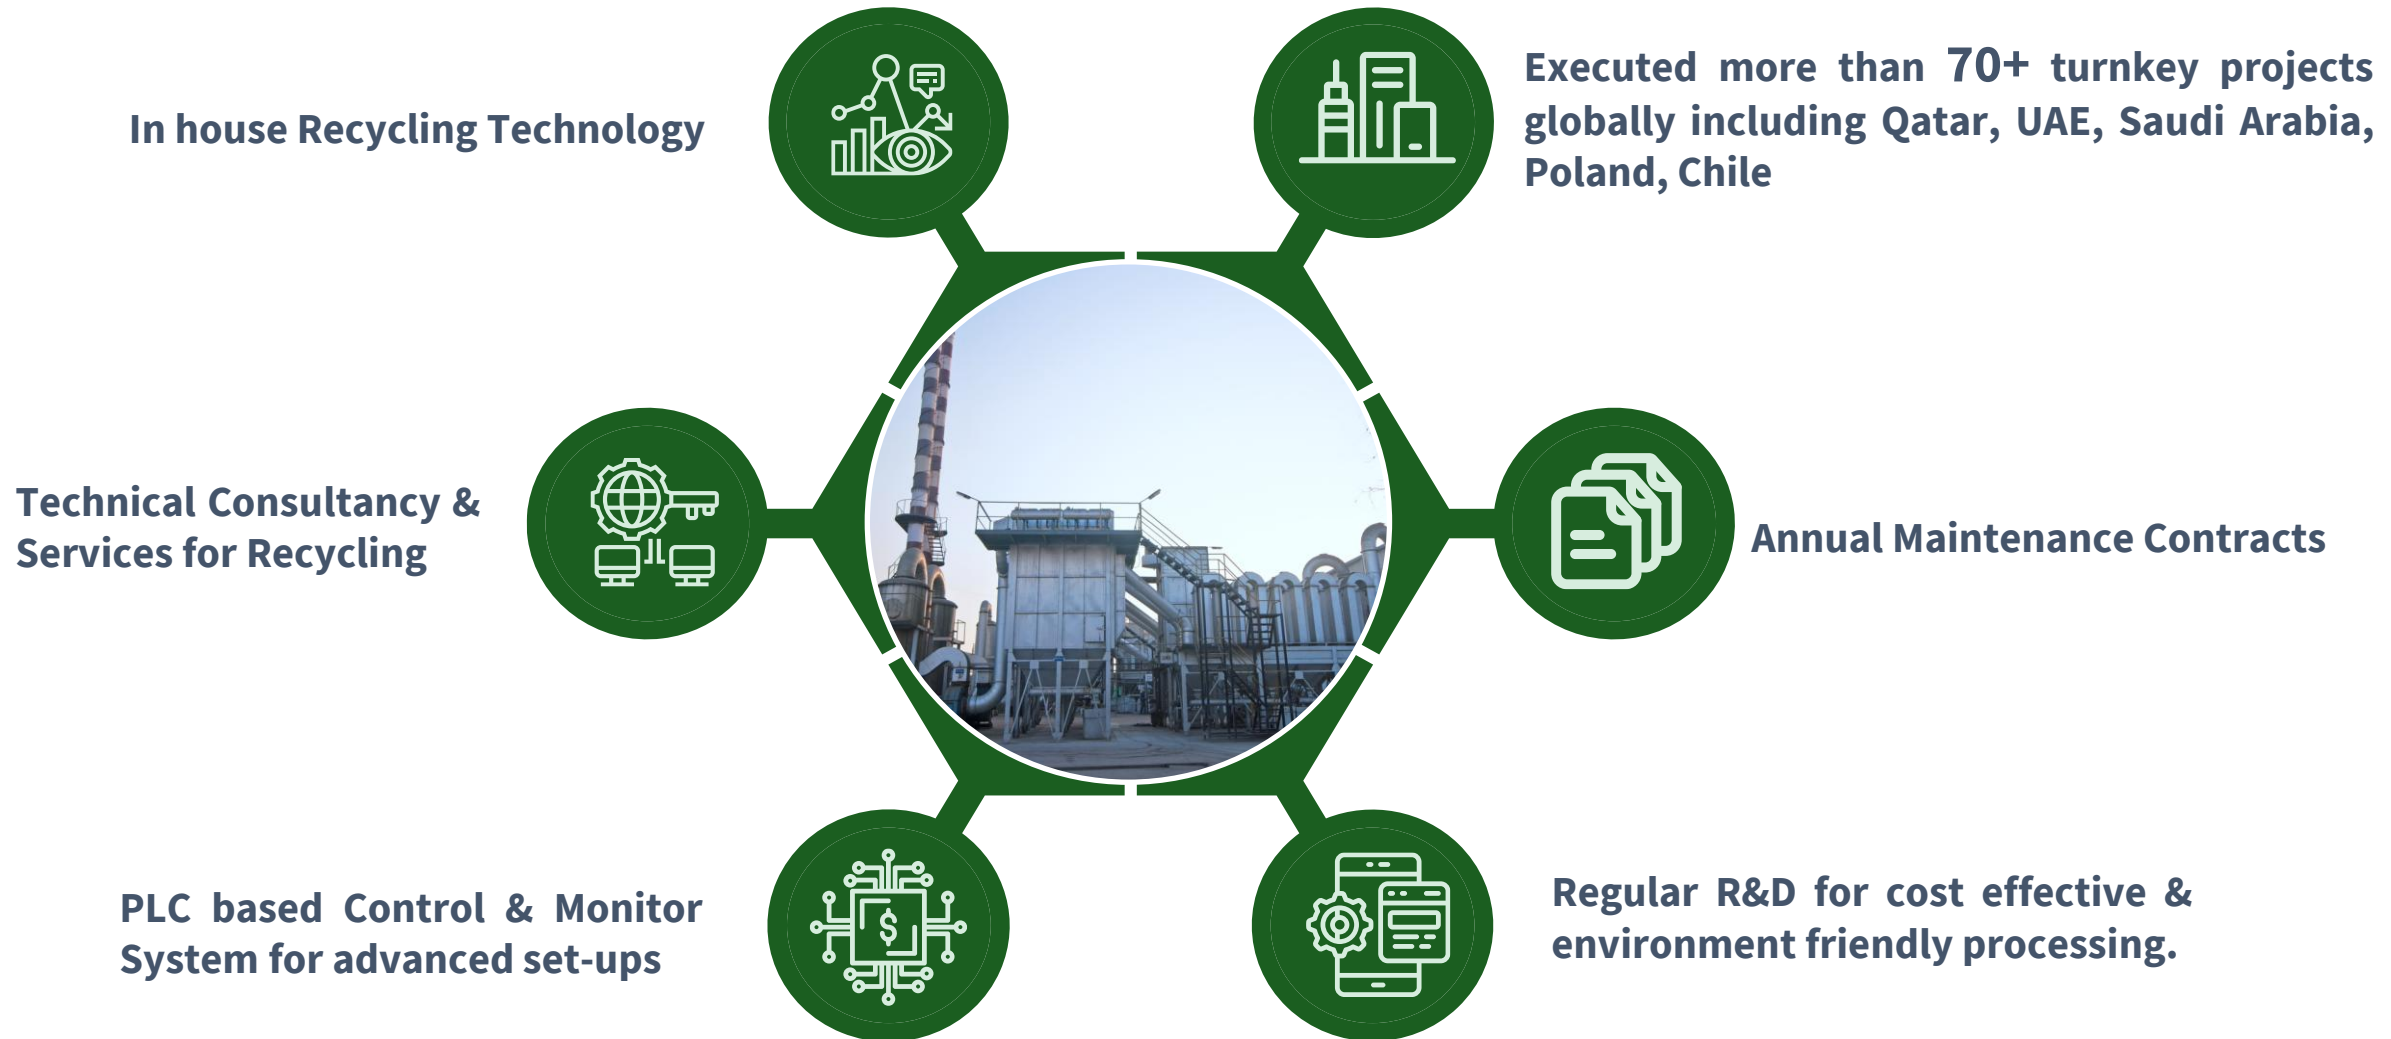 In house Recycling Technology
Executed more than 70+ turnkey projects
globally including Qatar, UAE, Saudi Arabia,
Poland, Chile
Technical Consultancy &
Services for Recycling
Annual Maintenance Contracts
PLC based Control & Monitor
System for advanced set-ups
$
Regular R&D for cost effective &
environment friendly processing.